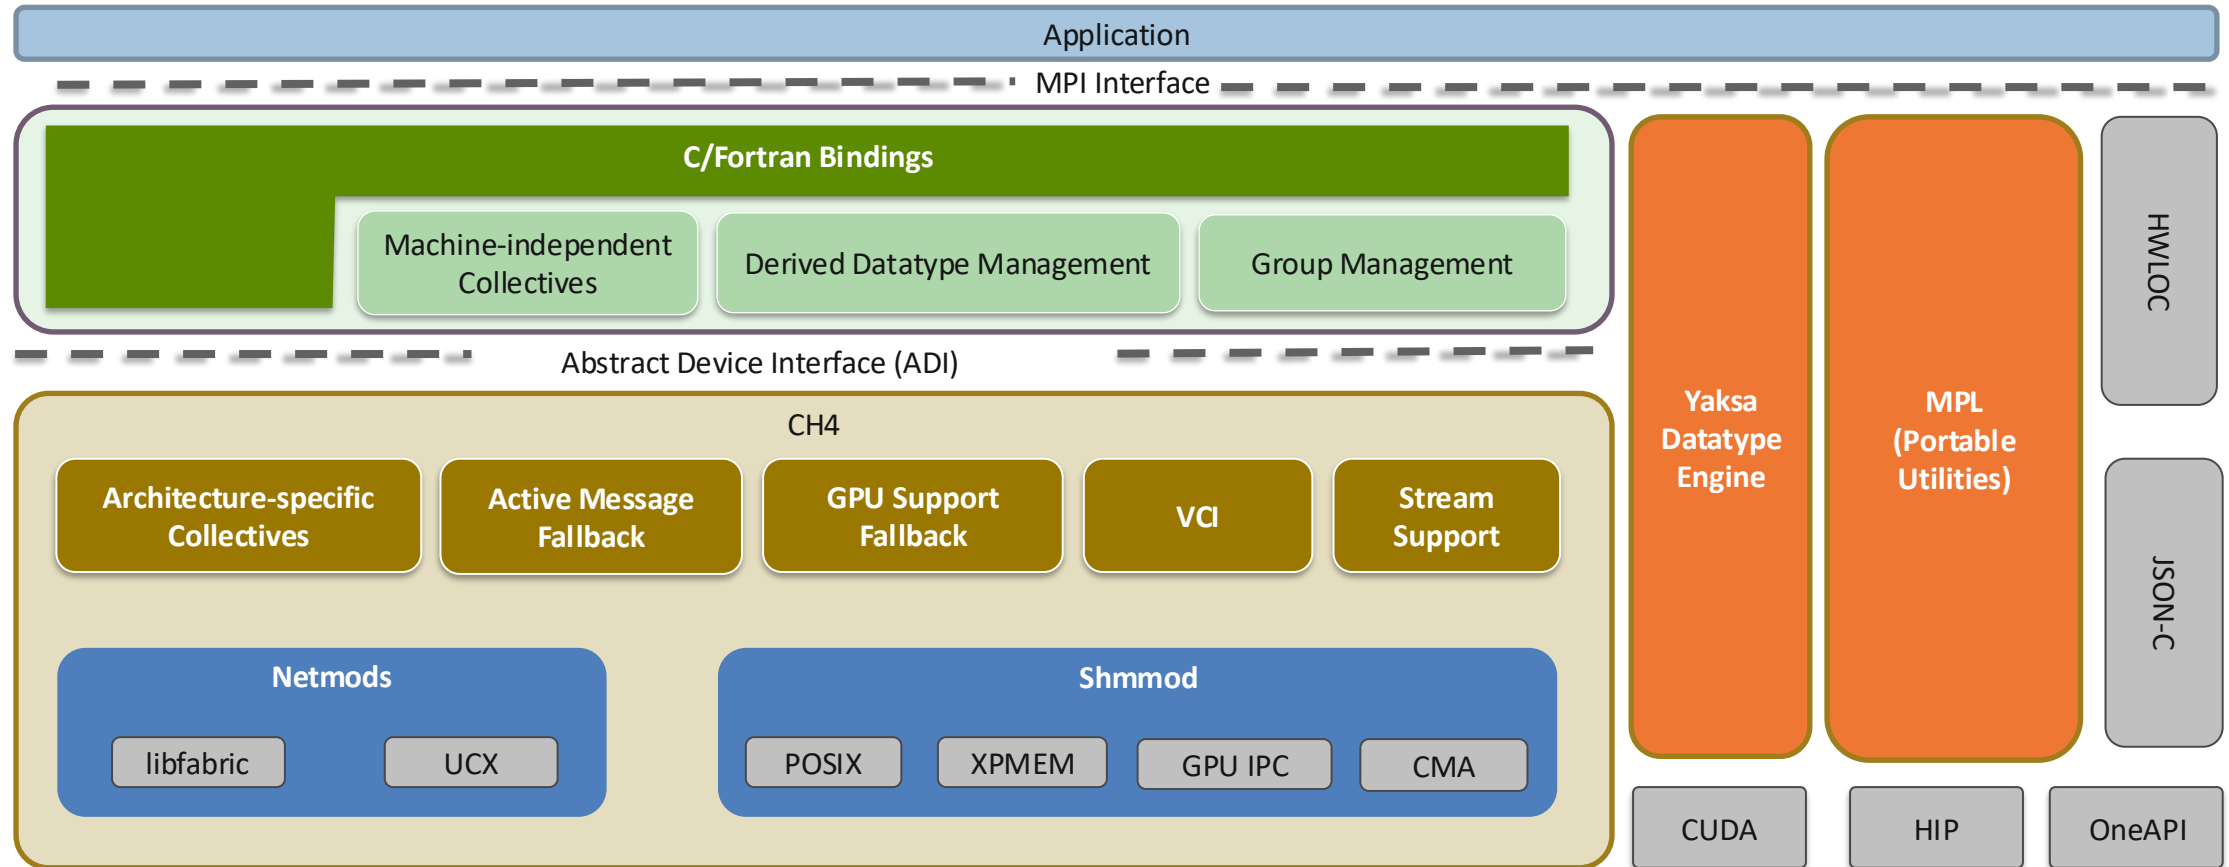 Application
MPI Interface
C/Fortran Bindings
Machine-independent
Collectives
Derived Datatype Management
Group Management
Abstract Device Interface (ADI)
CH4
Architecture-specific
Collectives
Active Message
Fallback
GPU Support
Fallback
VCI
Stream
Support
Netmods
libfabric
UCX
Shmmod
POSIX
XPMEM
GPU IPC
CMA
Yaksa
Datatype
Engine
MPL
(Portable
Utilities)
HWLOC
JSON-C
CUDA
HIP
OneAPI